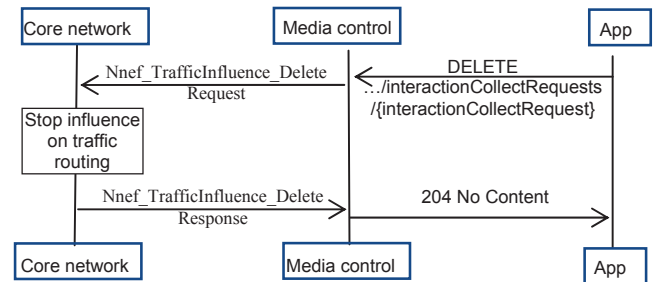 Core network
Media control
App
Nnef_TrafficInfluence_Delete
Request
DELETE
…/interactionCollectRequests
/{interactionCollectRequest}
Stop influence
on traffic
routing
Nnef_TrafficInfluence_Delete
Response
204 No Content
Core network
Media control
App